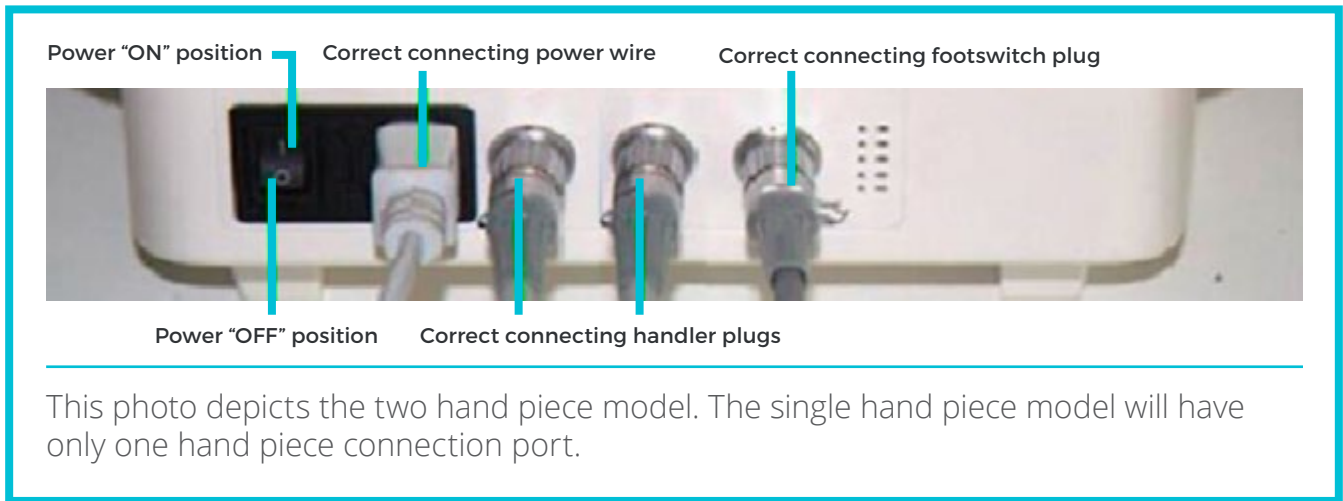 Power “ON” position
Correct connecting power wire
Correct connecting footswitch plug
Power “OFF” position
Correct connecting handler plugs
This photo depicts the two hand piece model. The single hand piece model will have
only one hand piece connection port.